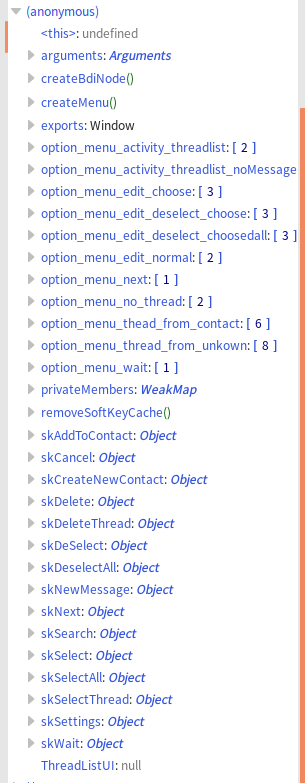 (anonymous)
<this>: undefined
arguments: Arguments
createBdiNode()
createMenu()
exports: Window
option_menu_activity_threadlist: [ 2 ]
option_menu_activity_threadlist_noMessage
option_menu_edit_choose: [ 3 ]
option_menu_edit_deselect_choose: [ 3 ]
option_menu_edit_deselect_choosedall: [ 3 ]
option_menu_edit_normal: [ 2 ]
option_menu_next: [ 1 ]
option_menu_no_thread: [ 2 ]
option_menu_thead_from_contact: [ 6 ]
option_menu_thread_from_unkown: [ 8 ]
option_menu_wait: [ 1 ]
privateMembers: WeakMap
removeSoftKeyCache()
skAddToContact: Object
skCancel: Object
skCreateNewContact: Object
skDelete: Object
skDeleteThread: Object
skDeSelect: Object
skDeselectAll: Object
skNewMessage: Object
skNext: Object
skSearch: Object
skSelect: Object
skSelectAll: Object
skSelectThread: Object
skSettings: Object
skWait: Object
ThreadListUI: null